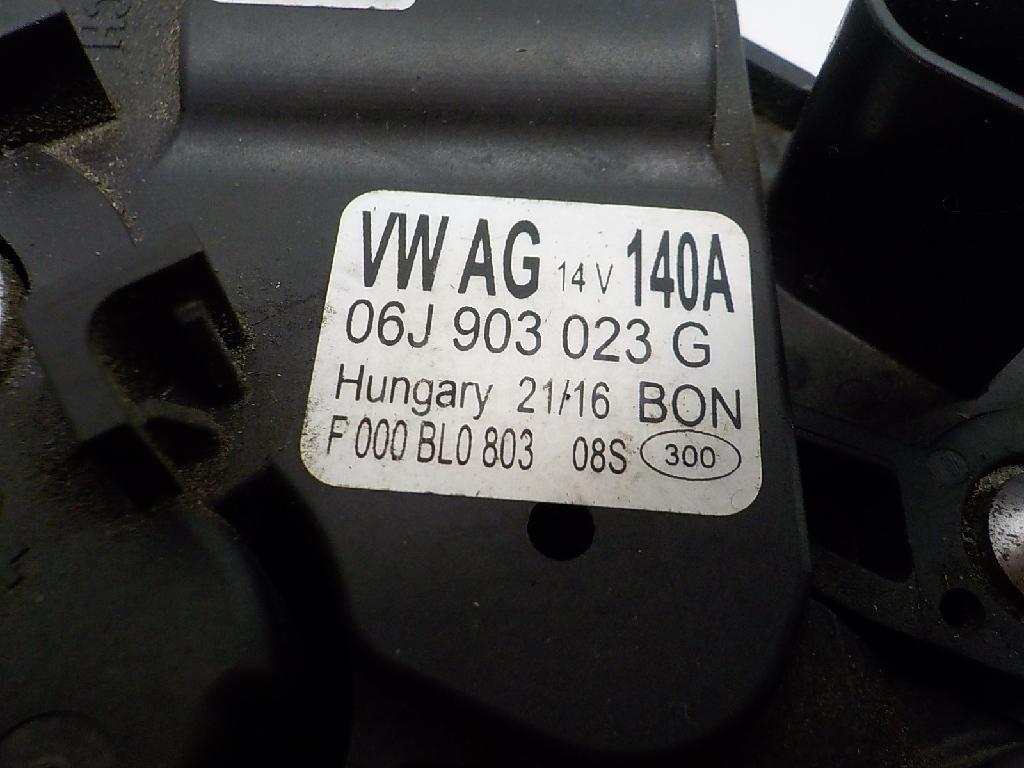 VW AG 14 V 140A
06J 903 023 G
Hungary 21/16 BON
F 000 BL0 803 08S 300